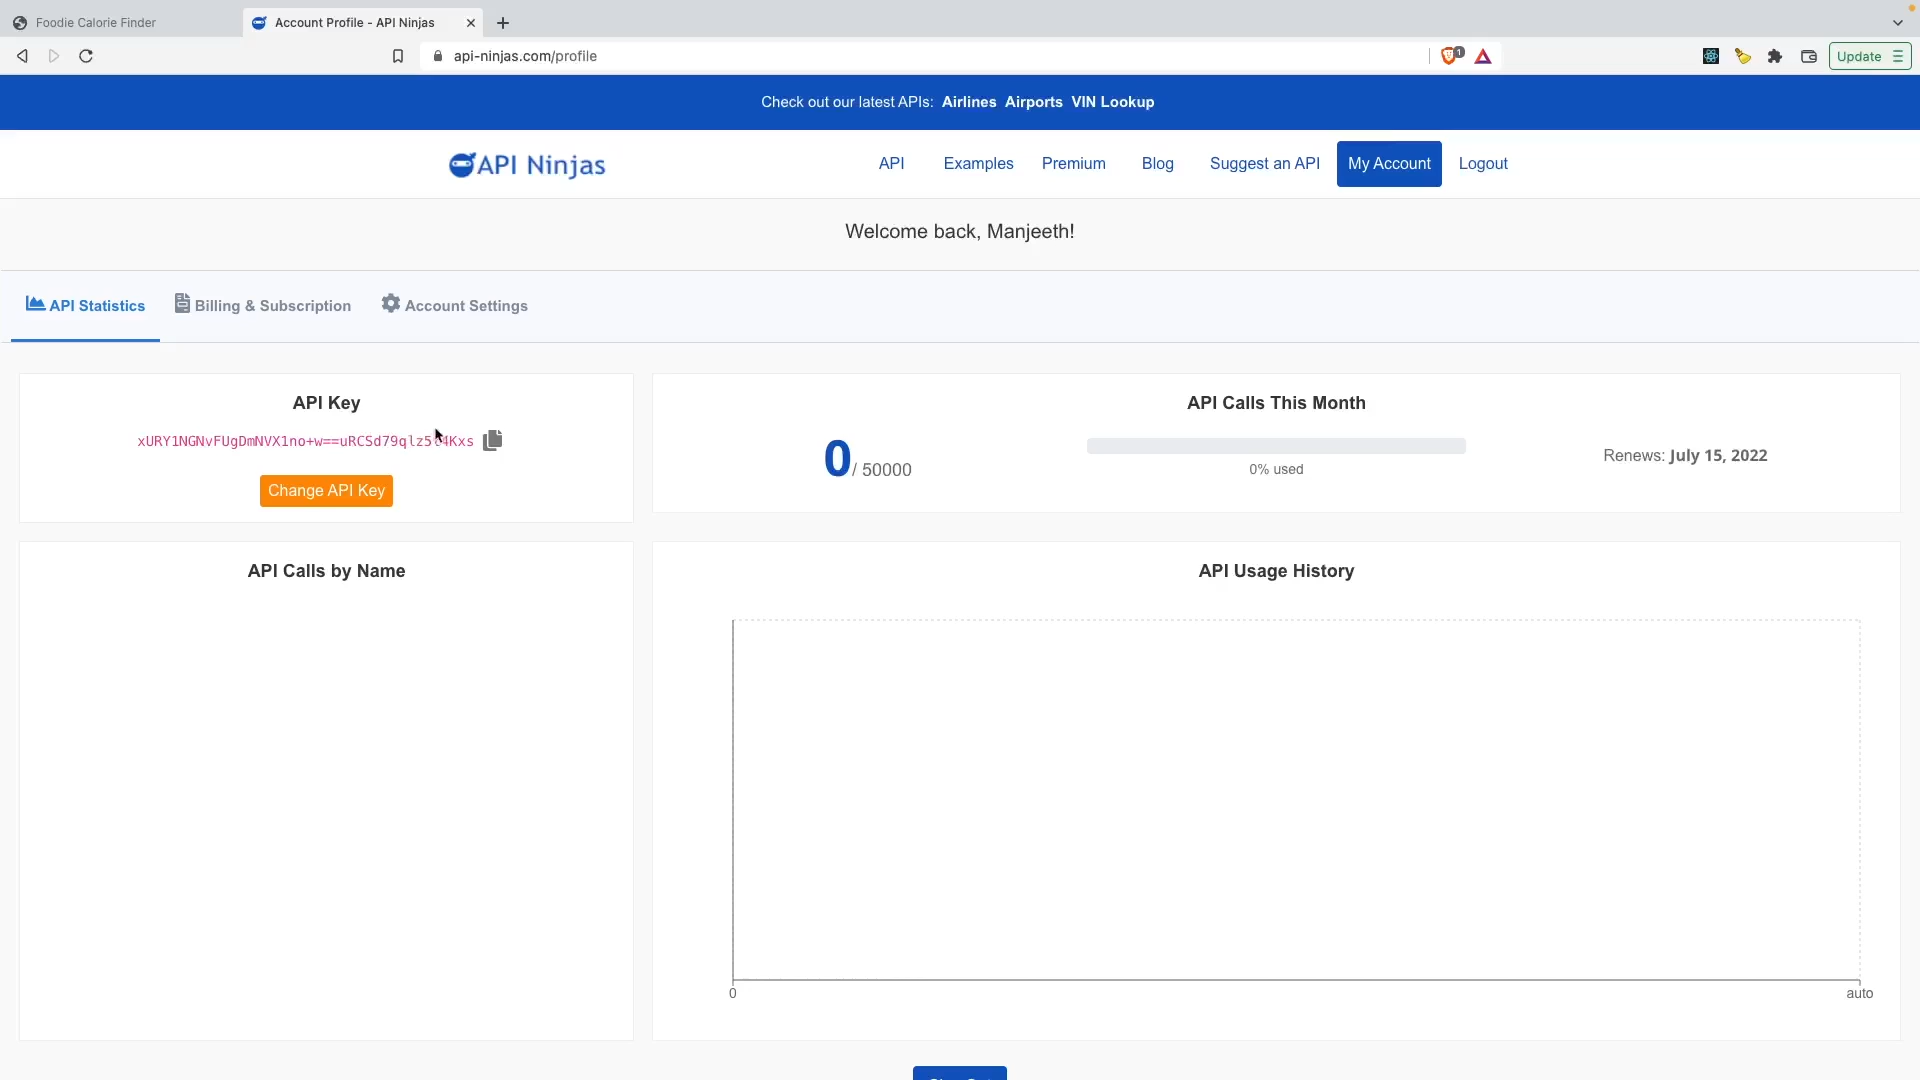 Foodie Calorie Finder
Account Profile - API Ninjas
api-ninjas.com/profile
1
Update
Check out our latest APIs: Airlines Airports VIN Lookup
API Ninjas
API
Examples
Premium
Blog
Suggest an API
My Account
Logout
Welcome back, Manjeeth!
API Statistics
Billing & Subscription
Account Settings
API Key
Change API Key
API Calls This Month
0 / 50000
0% used
Renews: July 15, 2022
API Calls by Name
API Usage History
0
auto